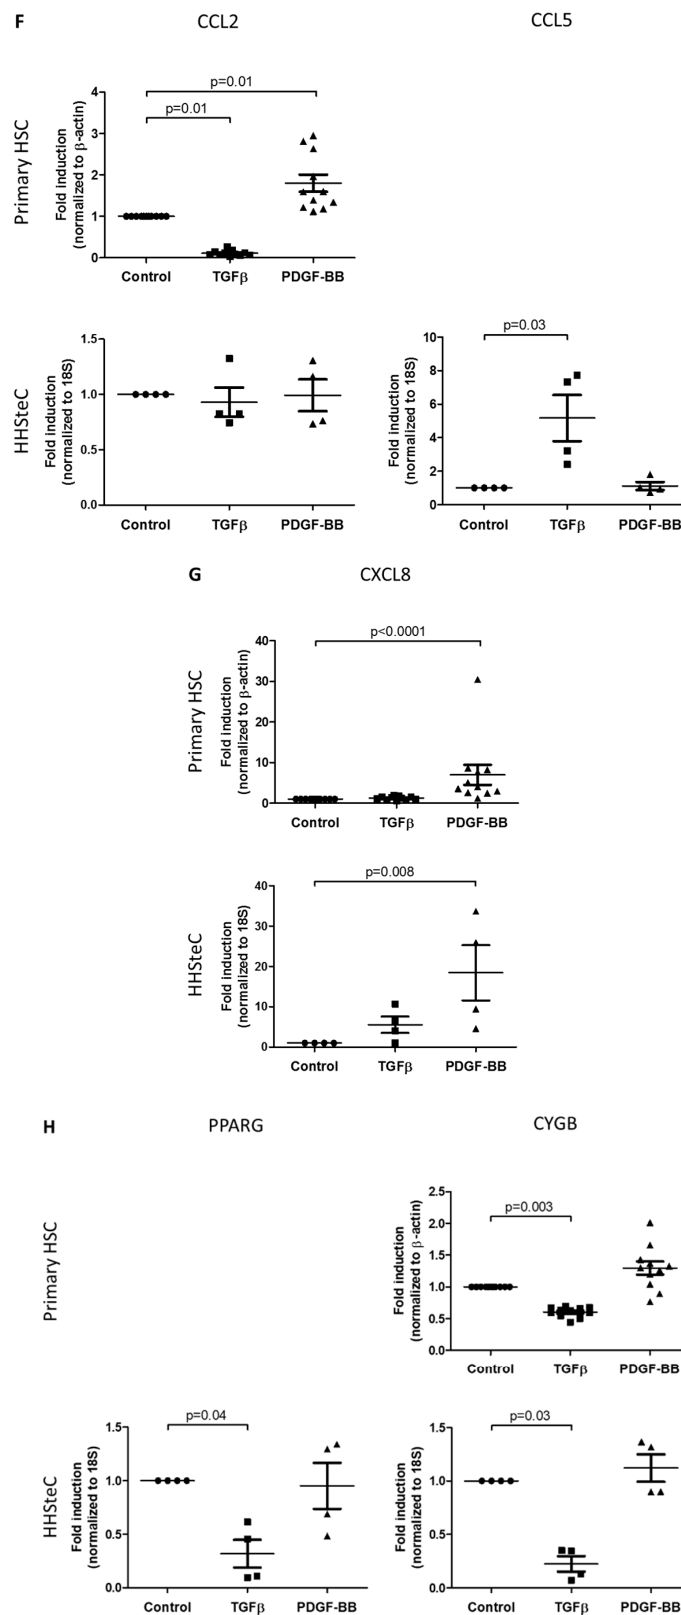 F
CCL2
CCL5
Primary HSC
Fold induction
(normalized to β-actin)
4
3
2
1
0
p=0.01
p=0.01
Control
TGFβ
PDGF-BB
HHSteC
Fold induction
(normalized to 18S)
1.5
1.0
0.5
0.0
Control
TGFβ
PDGF-BB
Fold induction
(normalized to 18S)
10
8
6
4
2
0
p=0.03
Control
TGFβ
PDGF-BB
G
CXCL8
Primary HSC
Fold induction
(normalized to β-actin)
40
30
20
10
0
p<0.0001
Control
TGFβ
PDGF-BB
HHSteC
Fold induction
(normalized to 18S)
40
30
20
10
0
p=0.008
Control
TGFβ
PDGF-BB
H
PPARG
CYGB
Primary HSC
Fold induction
(normalized to β-actin)
2.5
2.0
1.5
1.0
0.5
0.0
p=0.003
Control
TGFβ
PDGF-BB
HHSteC
Fold induction
(normalized to 18S)
1.5
1.0
0.5
0.0
p=0.04
Control
TGFβ
PDGF-BB
Fold induction
(normalized to 18S)
1.5
1.0
0.5
0.0
p=0.03
Control
TGFβ
PDGF-BB